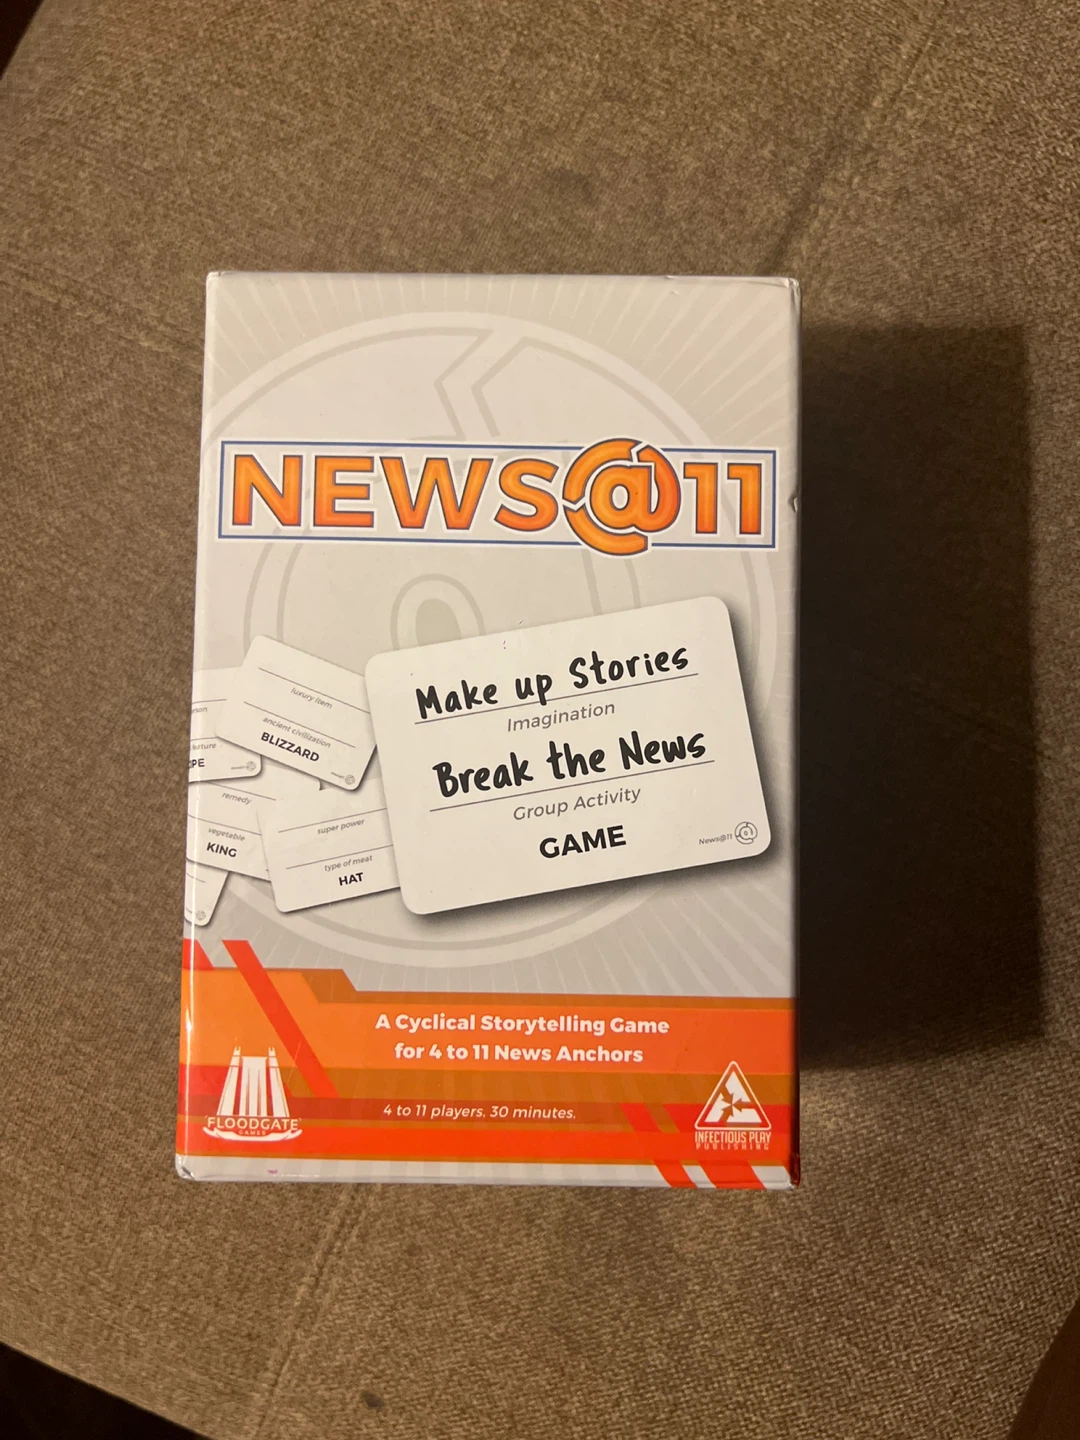 NEWS@11
Make up Stories
Imagination
Break the News
Group Activity
GAME
News@11
luxury item
ancient civilization
BLIZZARD
remedy
vegetable
KING
super power
type of meat
HAT
A Cyclical Storytelling Game
for 4 to 11 News Anchors
4 to 11 players. 30 minutes.
FLOODGATE
GAMES
INFECTIOUS PLAY
PUBLISHING